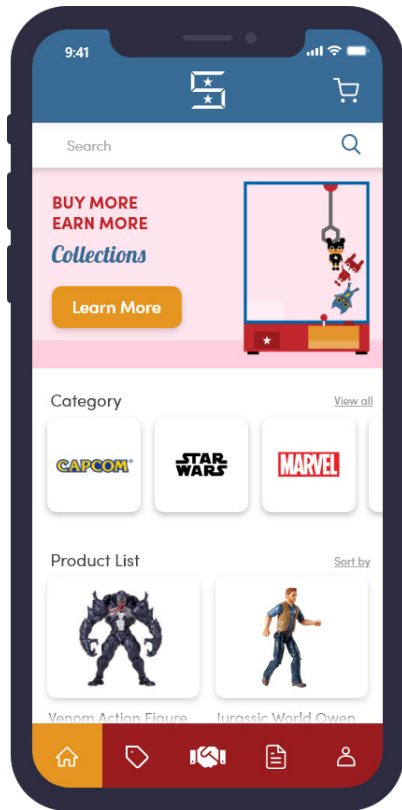 9:41
Search
BUY MORE
EARN MORE
Collections
Learn More
Category
View all
CAPCOM
STAR
WARS
MARVEL
Product List
Sort by
Venom Action Figure
Jurassic World Owen